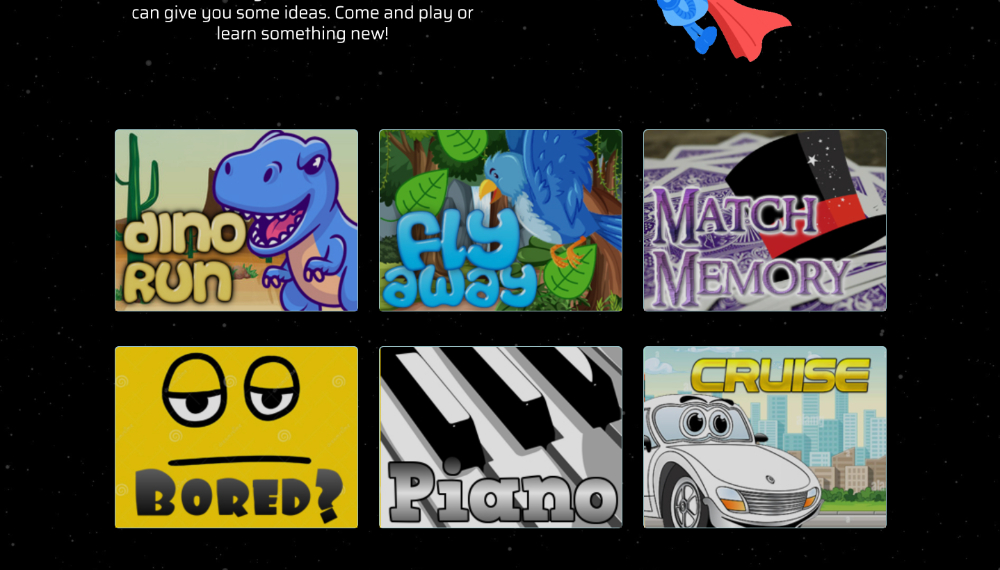 can give you some ideas. Come and play or
learn something new!
dino
RUN
fly
away
MATCH
MEMORY
BORED?
Piano
CRUISE